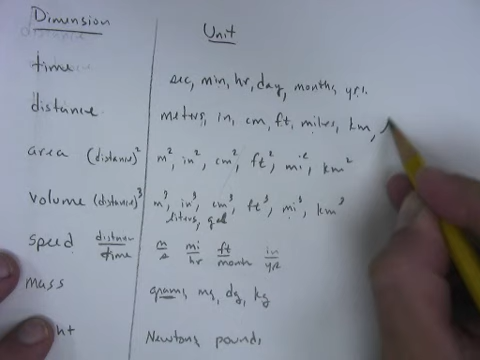 Dimension Unit
time sec, min, hr, day, months, yrs.
distance meters, in, cm, ft, miles, km,
area (distance)² m², in², cm², ft², mi², km²
volume (distance)³ m³, in³, cm³, ft³, mi³, km³
liters, gal
speed distance/time m/s mi/hr ft/month in/yr
mass grams, mg, dg, kg
ht Newtons pounds